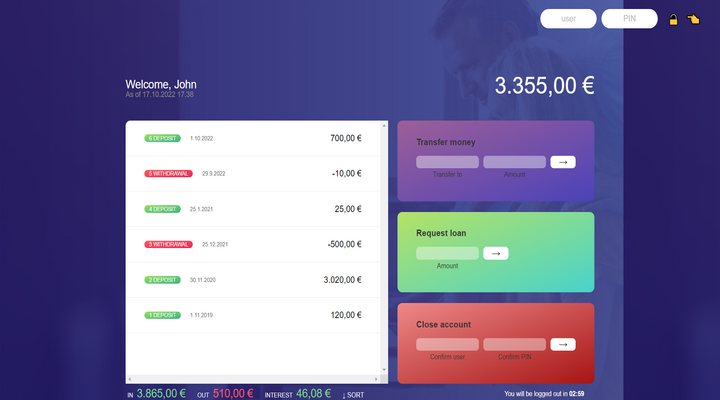 user PIN
Welcome, John
As of 17.10.2022 17:38
3.355,00 €
6 DEPOSIT 1.10.2022 700,00 €
5 WITHDRAWAL 29.9.2022 -10,00 €
4 DEPOSIT 25.1.2021 25,00 €
3 WITHDRAWAL 25.12.2021 -500,00 €
2 DEPOSIT 30.11.2020 3.020,00 €
1 DEPOSIT 1.11.2019 120,00 €
Transfer money
→
Transfer to Amount
Request loan
→
Amount
Close account
→
Confirm user Confirm PIN
IN 3.865,00 € OUT 510,00 € INTEREST 46,08 € ↓ SORT
You will be logged out in 02:59